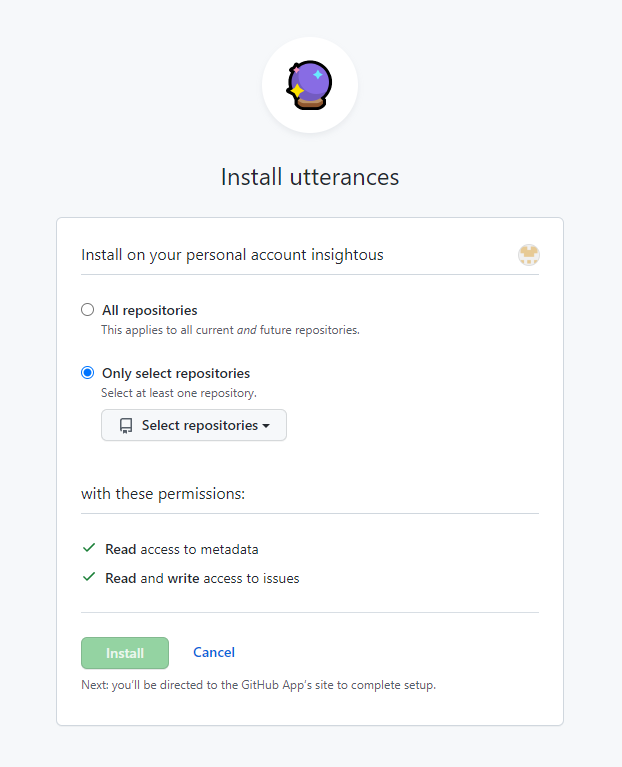 Install utterances
Install on your personal account insightous
All repositories
This applies to all current and future repositories.
Only select repositories
Select at least one repository.
Select repositories
with these permissions:
Read access to metadata
Read and write access to issues
Install Cancel
Next: you'll be directed to the GitHub App's site to complete setup.